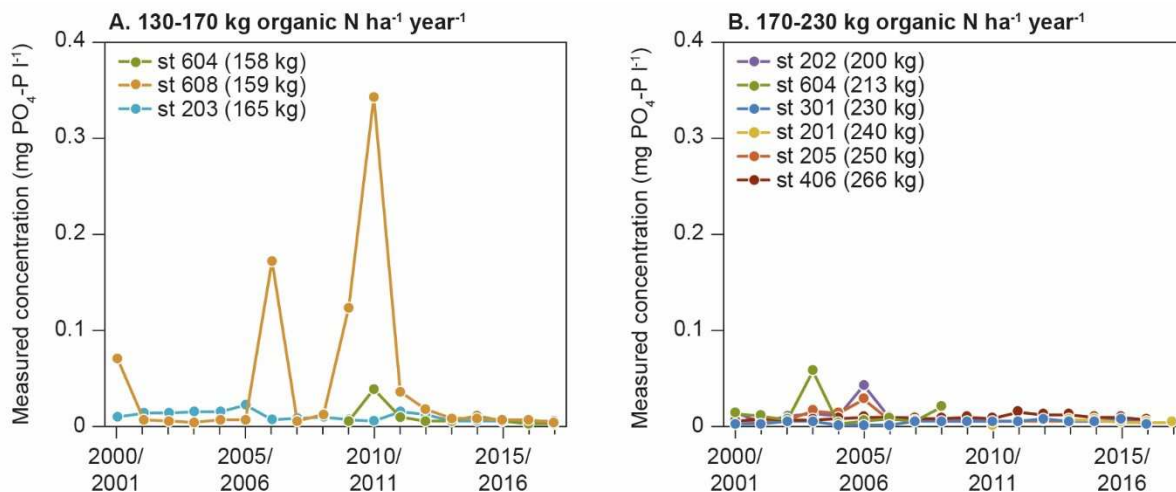 A. 130-170 kg organic N ha⁻¹ year⁻¹
Measured concentration (mg PO₄-P l⁻¹)
0.4
0.3
0.2
0.1
0
st 604 (158 kg)
st 608 (159 kg)
st 203 (165 kg)
2000/
2001
2005/
2006
2010/
2011
2015/
2016
B. 170-230 kg organic N ha⁻¹ year⁻¹
Measured concentration (mg PO₄-P l⁻¹)
0.4
0.3
0.2
0.1
0
st 202 (200 kg)
st 604 (213 kg)
st 301 (230 kg)
st 201 (240 kg)
st 205 (250 kg)
st 406 (266 kg)
2000/
2001
2005/
2006
2010/
2011
2015/
2016